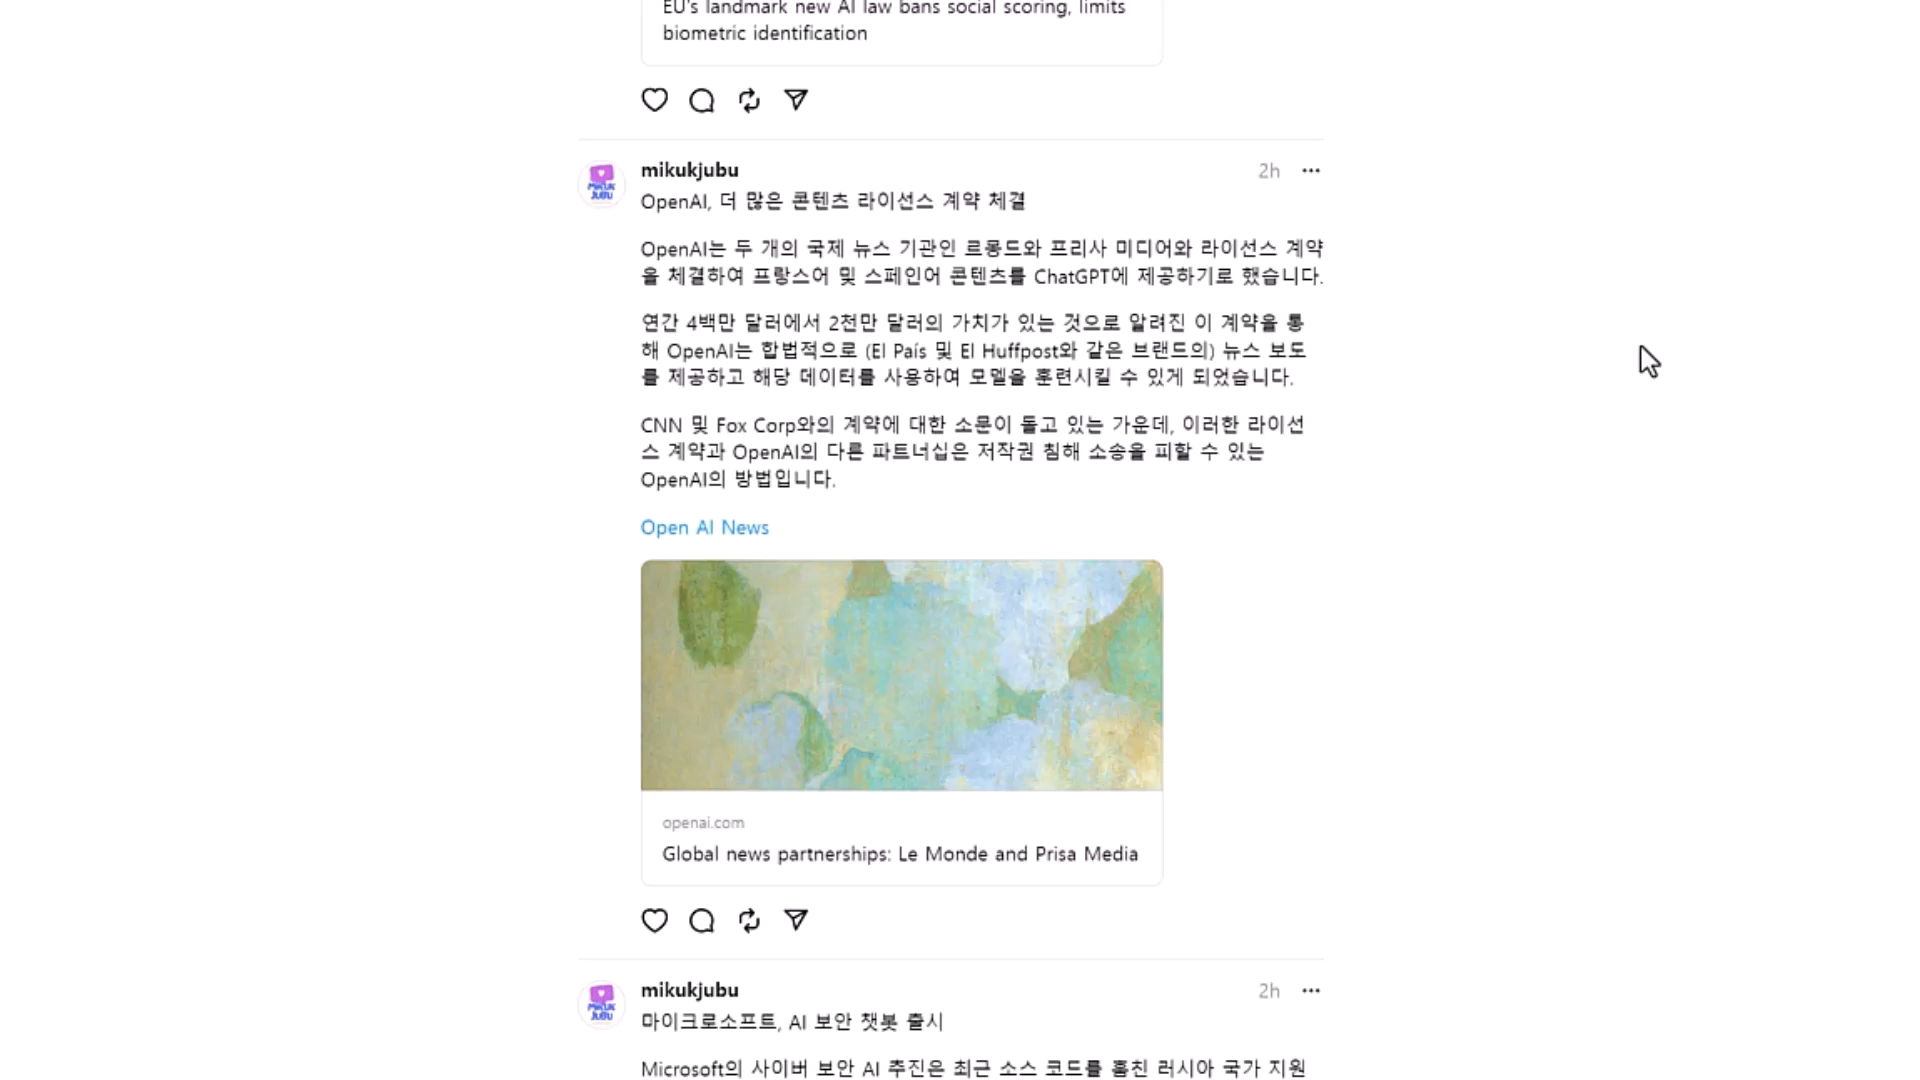 EU's landmark new AI law bans social scoring, limits
biometric identification
mikukjubu
2h
OpenAI, 더 많은 콘텐츠 라이선스 계약 체결
OpenAI는 두 개의 국제 뉴스 기관인 르몽드와 프리사 미디어와 라이선스 계약
을 체결하여 프랑스어 및 스페인어 콘텐츠를 ChatGPT에 제공하기로 했습니다.
연간 4백만 달러에서 2천만 달러의 가치가 있는 것으로 알려진 이 계약을 통
해 OpenAI는 합법적으로 (El País 및 El Huffpost와 같은 브랜드의) 뉴스 보도
를 제공하고 해당 데이터를 사용하여 모델을 훈련시킬 수 있게 되었습니다.
CNN 및 Fox Corp와의 계약에 대한 소문이 돌고 있는 가운데, 이러한 라이선
스 계약과 OpenAI의 다른 파트너십은 저작권 침해 소송을 피할 수 있는
OpenAI의 방법입니다.
Open AI News
openai.com
Global news partnerships: Le Monde and Prisa Media
mikukjubu
2h
마이크로소프트, AI 보안 챗봇 출시
Microsoft의 사이버 보안 AI 추진은 최근 소스 코드를 훔친 러시아 국가 지원
MIKUK
JUBU
MIKUK
JUBU